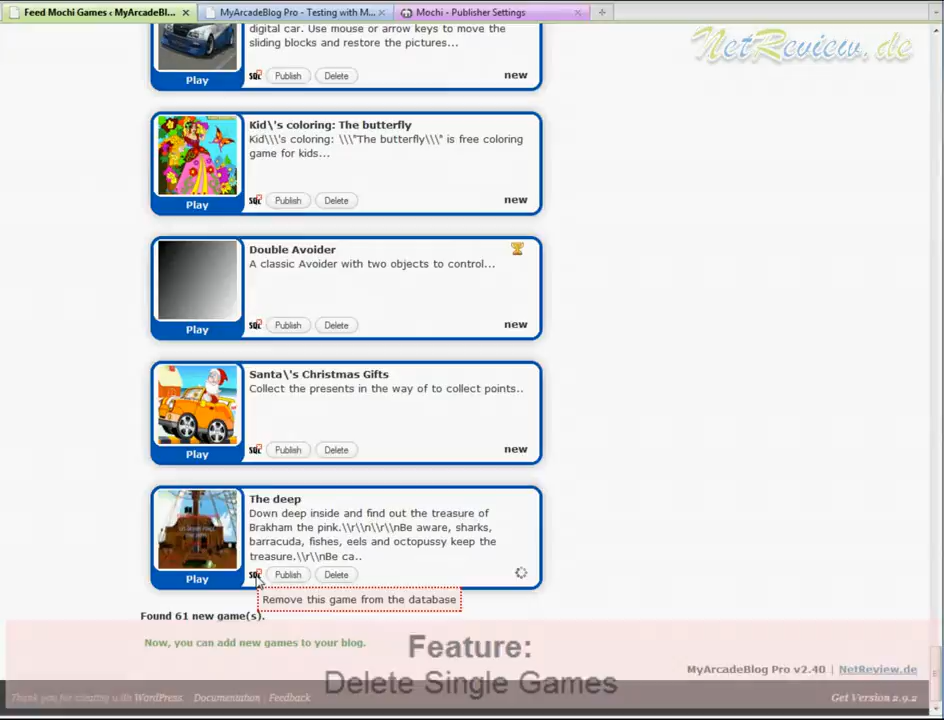 Feed Mochi Games ‹ MyArcadeBl...
MyArcadeBlog Pro - Testing with M...
Mochi - Publisher Settings
NetReview.de
digital car. Use mouse or arrow keys to move the
sliding blocks and restore the pictures...
Play
Publish
Delete
new
Kid\'s coloring: The butterfly
Kid\\\'s coloring: \\\"The butterfly\\\" is free coloring
game for kids...
Play
Publish
Delete
new
Double Avoider
A classic Avoider with two objects to control...
Play
Publish
Delete
new
Santa\'s Christmas Gifts
Collect the presents in the way of to collect points..
Play
Publish
Delete
new
The deep
Down deep inside and find out the treasure of
Brakham the pink.\\r\\n\\r\\nBe aware, sharks,
barracuda, fishes, eels and octopussy keep the
treasure.\\r\\nBe ca..
Play
Publish
Delete
Remove this game from the database
Found 61 new game(s).
Now, you can add new games to your blog.
Feature:
Delete Single Games
MyArcadeBlog Pro v2.40 | NetReview.de
Thank you for creating with WordPress. | Documentation | Feedback
Get Version 2.9.2